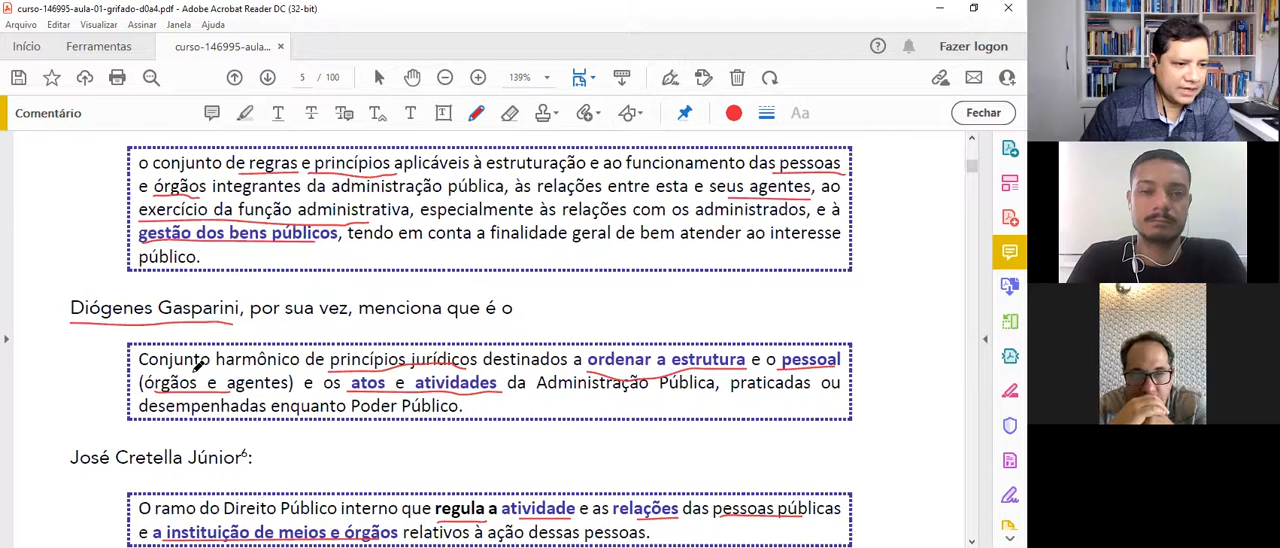 curso-146995-aula-01-grifado-d0a4.pdf - Adobe Acrobat Reader DC (32-bit)
Arquivo Editar Visualizar Assinar Janela Ajuda
Início Ferramentas curso-146995-aula... × Fazer logon
5 / 100 139%
Comentário Aa Fechar
o conjunto de regras e princípios aplicáveis à estruturação e ao funcionamento das pessoas
e órgãos integrantes da administração pública, às relações entre esta e seus agentes, ao
exercício da função administrativa, especialmente às relações com os administrados, e à
gestão dos bens públicos, tendo em conta finalidade geral de bem atender ao interesse
público.
Diógenes Gasparini, por sua vez, menciona que é o
Conjunto harmônico de princípios jurídicos destinados a ordenar a estrutura e o pessoal
(órgãos e agentes) e os atos e atividades da Administração Pública, praticadas ou
desempenhadas enquanto Poder Público.
José Cretella Júnior6:
O ramo do Direito Público interno que regula a atividade e as relações das pessoas públicas
e a instituição de meios e órgãos relativos à ação dessas pessoas.